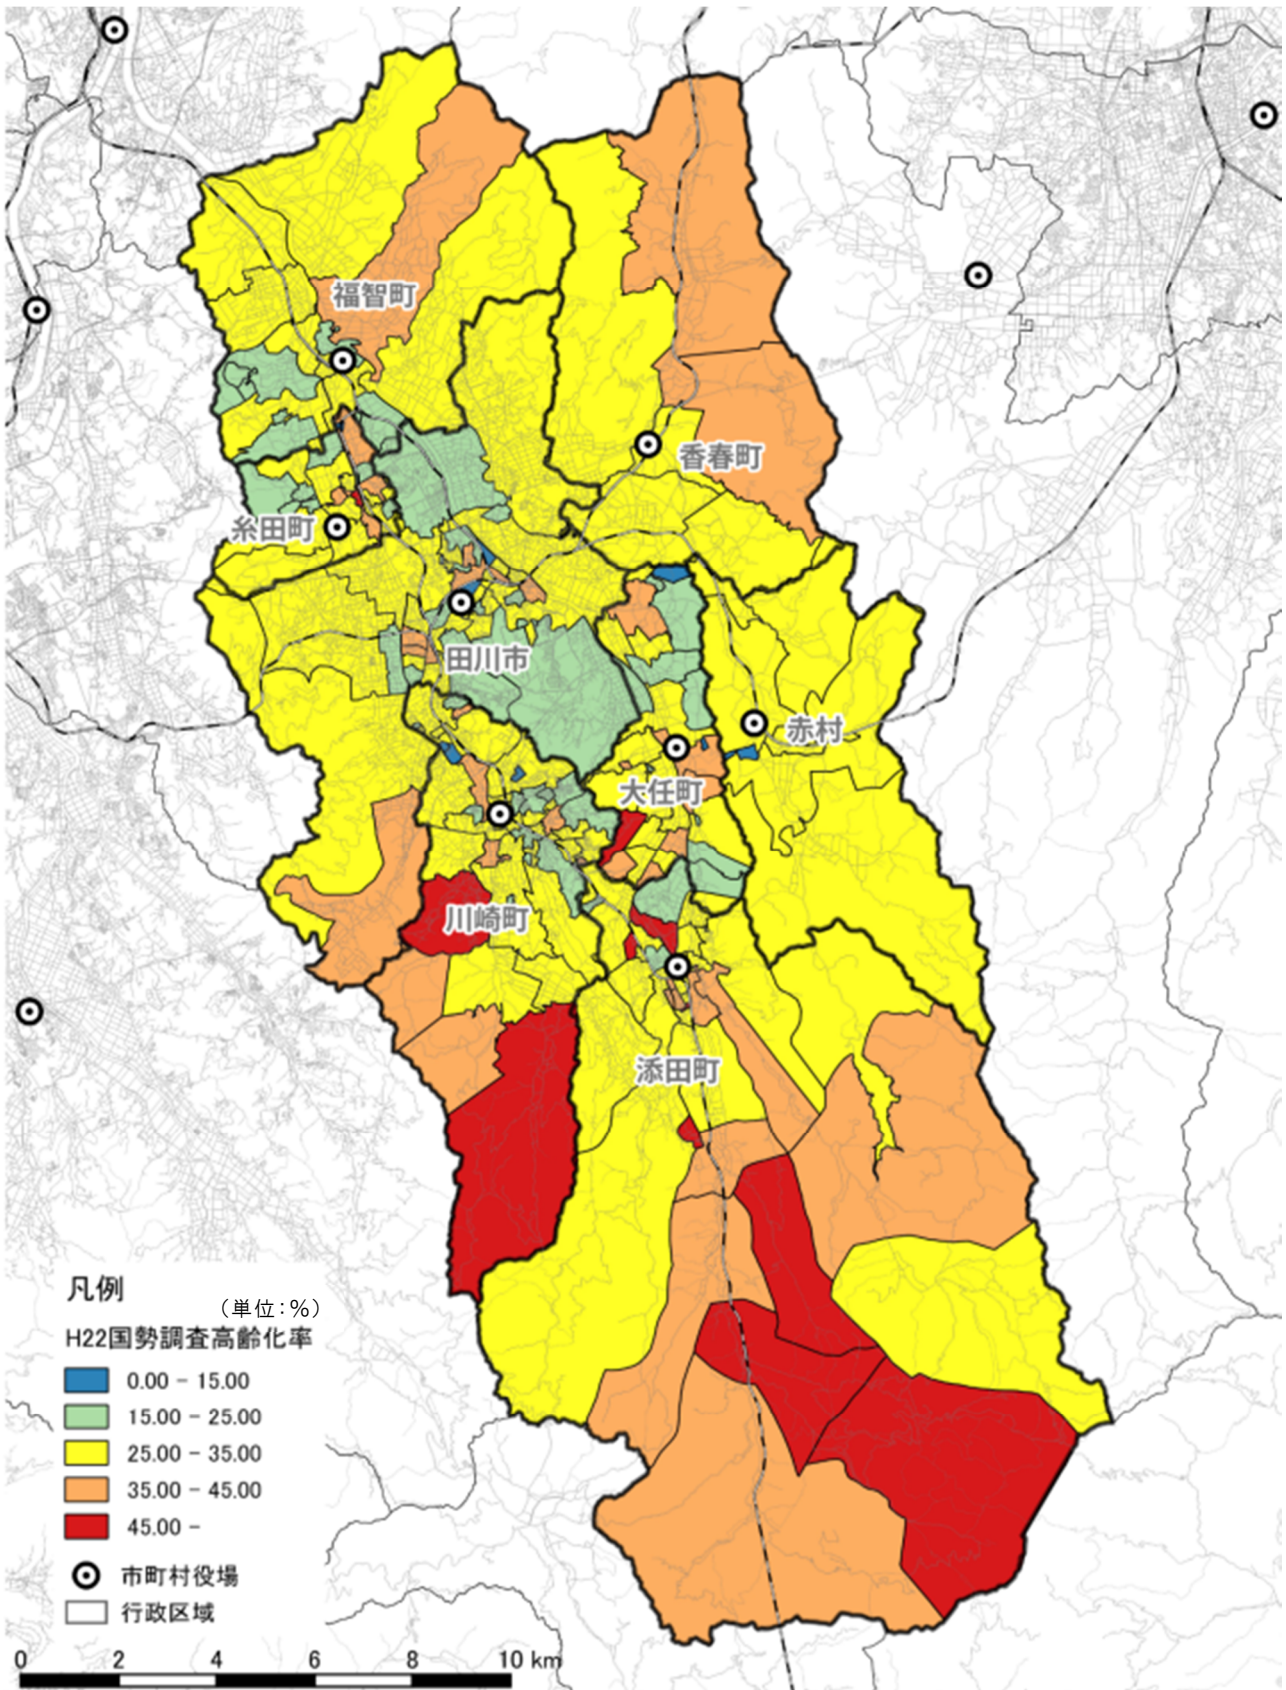 福智町
香春町
糸田町
田川市
赤村
大任町
川崎町
添田町
凡例
（単位：％）
H22国勢調査高齢化率
0.00 - 15.00
15.00 - 25.00
25.00 - 35.00
35.00 - 45.00
45.00 -
市町村役場
行政区域
0 2 4 6 8 10 km